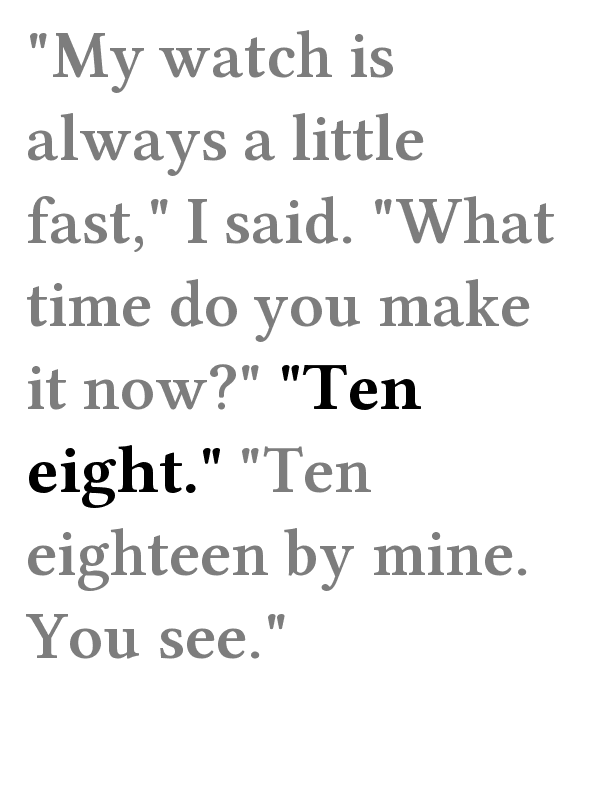 "My watch is
always a little
fast," I said. "What
time do you make
it now?" "Ten
eight." "Ten
eighteen by mine.
You see."